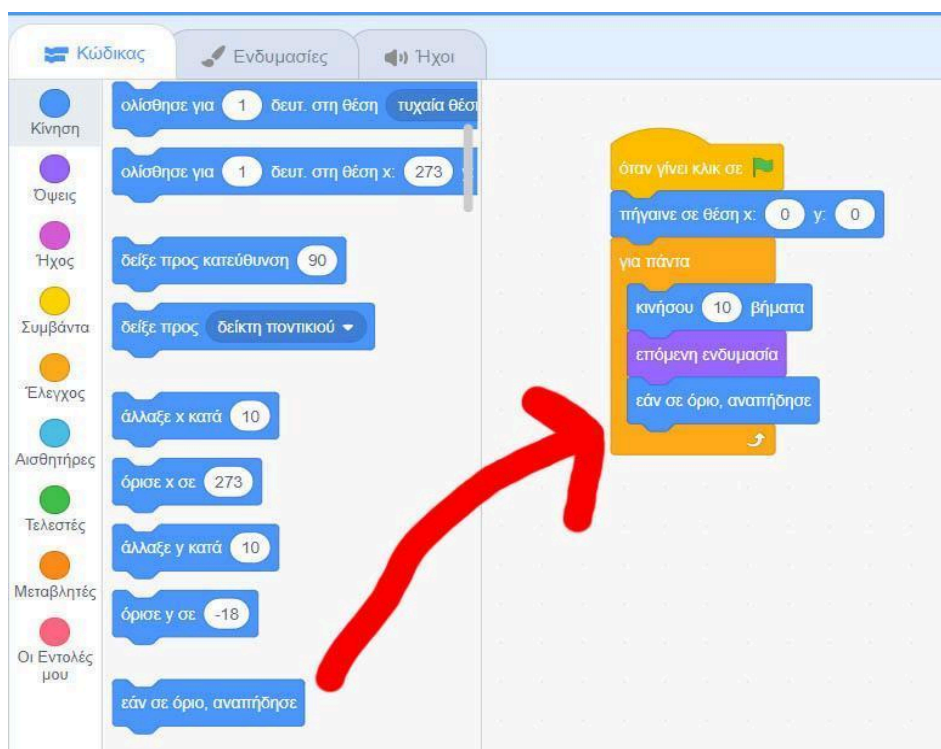 Κώδικας
Ενδυμασίες
Ήχοι
Κίνηση
Όψεις
Ήχος
Συμβάντα
Έλεγχος
Αισθητήρες
Τελεστές
Μεταβλητές
Οι Εντολές
μου
ολίσθησε για 1 δευτ. στη θέση τυχαία θέσ
ολίσθησε για 1 δευτ. στη θέση x: 273
δείξε προς κατεύθυνση 90
δείξε προς δείκτη ποντικιού
άλλαξε x κατά 10
όρισε x σε 273
άλλαξε y κατά 10
όρισε y σε -18
εάν σε όριο, αναπήδησε
όταν γίνει κλικ σε
πήγαινε σε θέση x: 0 y: 0
για πάντα
κινήσου 10 βήματα
επόμενη ενδυμασία
εάν σε όριο, αναπήδησε